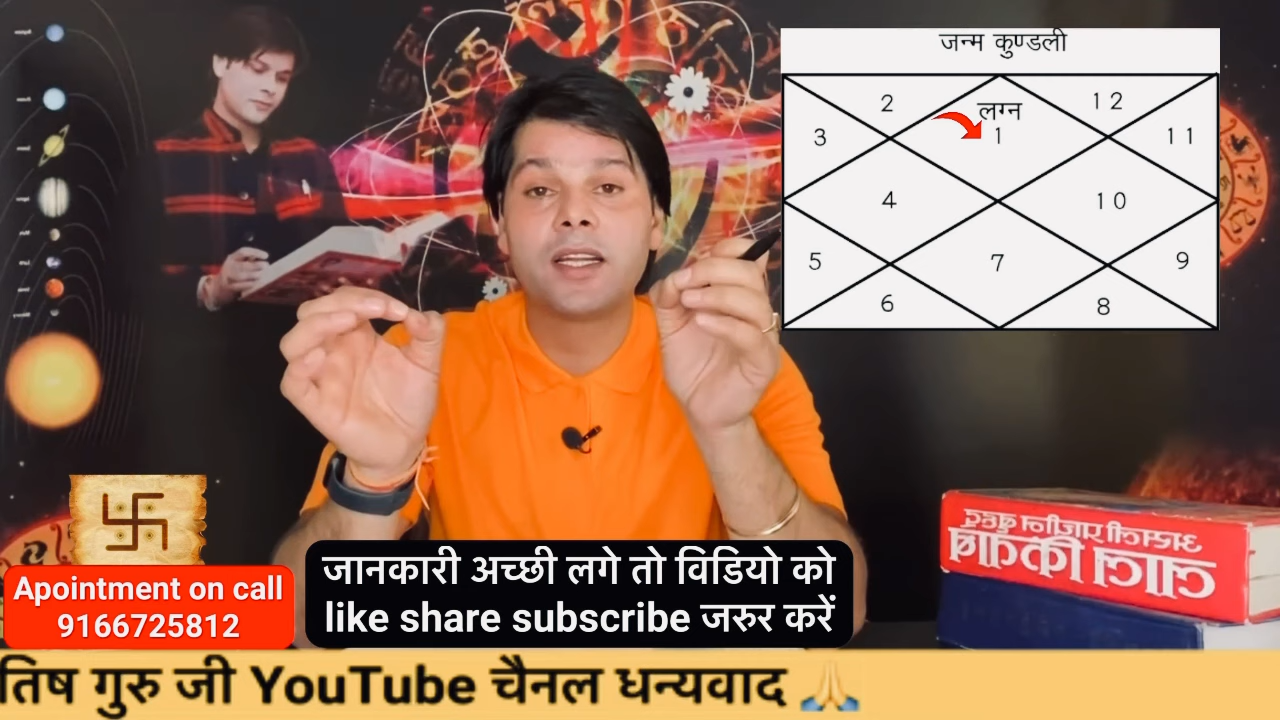 जन्म कुण्डली
2
12
लग्न
3
1
11
4
10
5
7
9
6
8
लाल किताब
Apointment on call
9166725812
जानकारी अच्छी लगे तो विडियो को
like share subscribe जरुर करें
तिष गुरु जी YouTube चैनल धन्यवाद 🙏